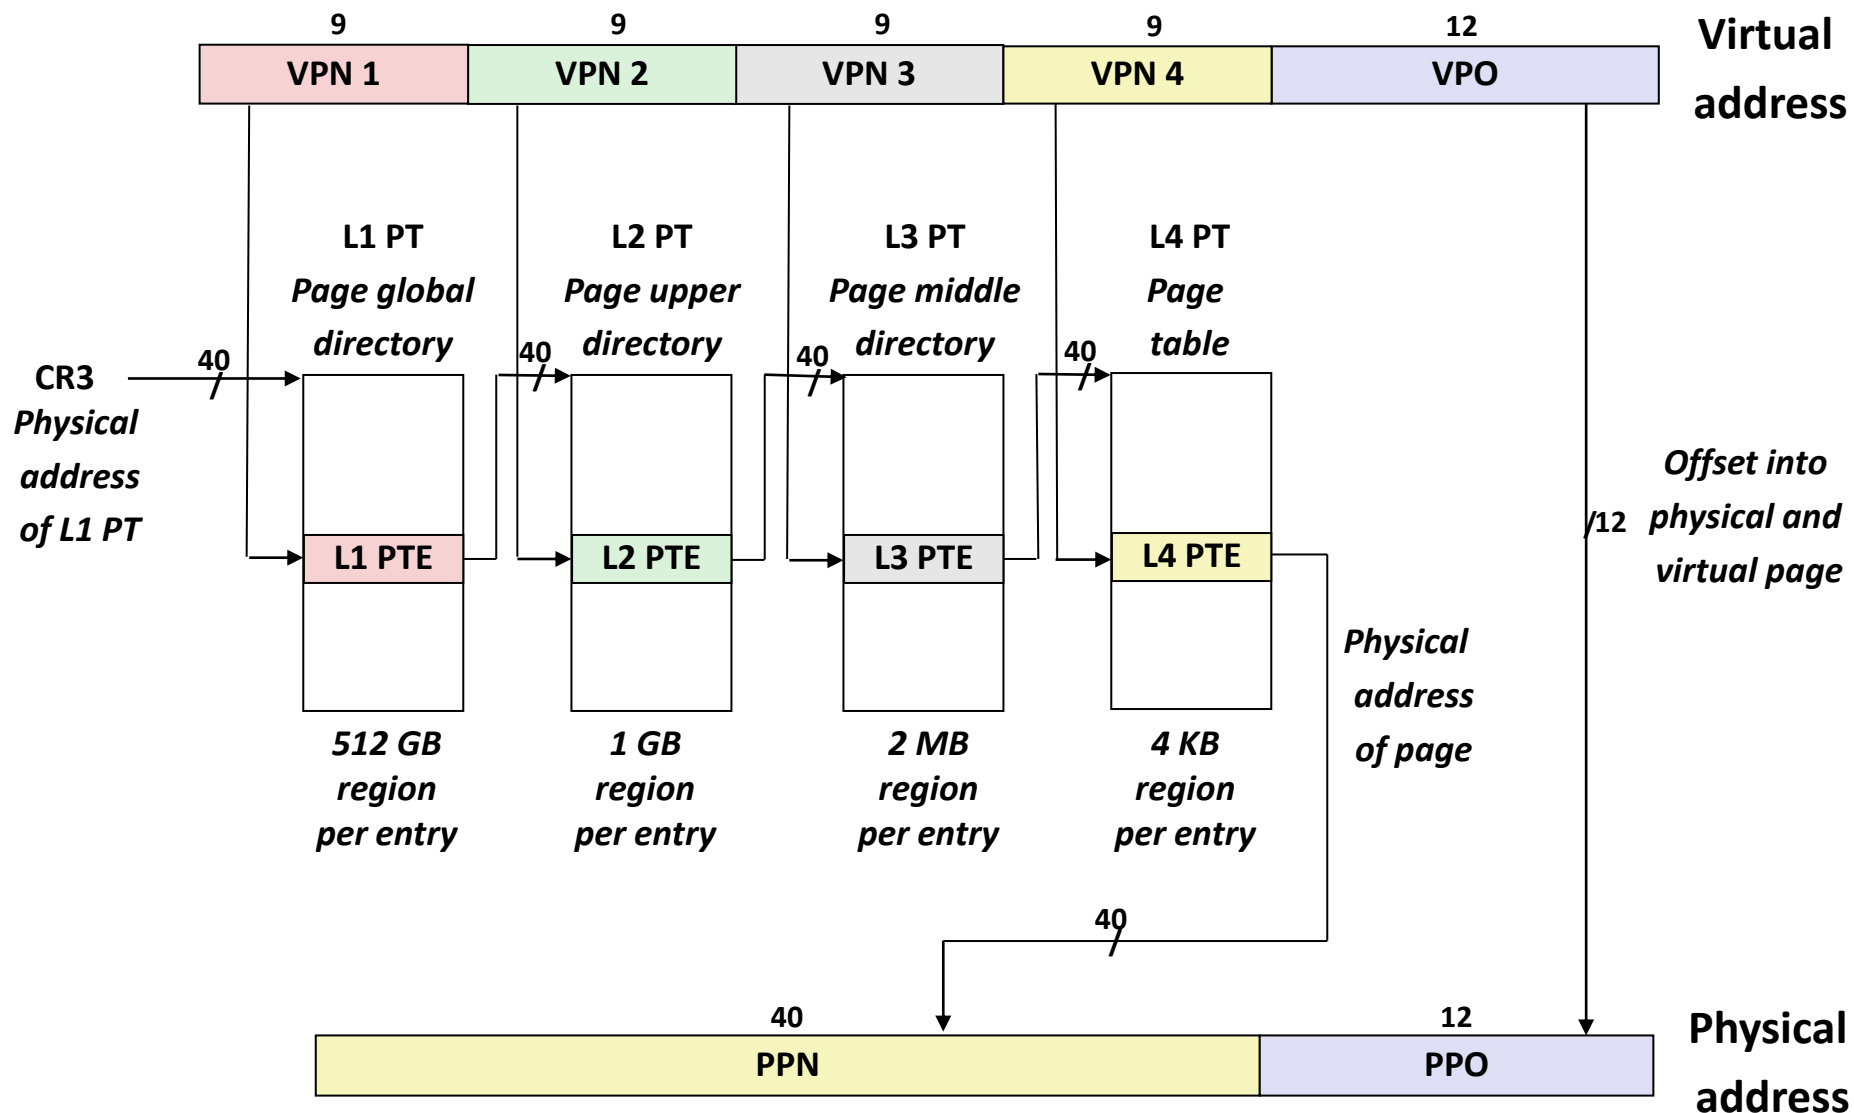 9
9
9
9
12
Virtual
address
VPN 1
VPN 2
VPN 3
VPN 4
VPO
L1 PT
Page global
directory
L2 PT
Page upper
directory
L3 PT
Page middle
directory
L4 PT
Page
table
CR3
Physical
address
of L1 PT
40
40
40
40
L1 PTE
L2 PTE
L3 PTE
L4 PTE
/12
Offset into
physical and
virtual page
Physical
address
of page
512 GB
region
per entry
1 GB
region
per entry
2 MB
region
per entry
4 KB
region
per entry
40
40
12
PPN
PPO
Physical
address